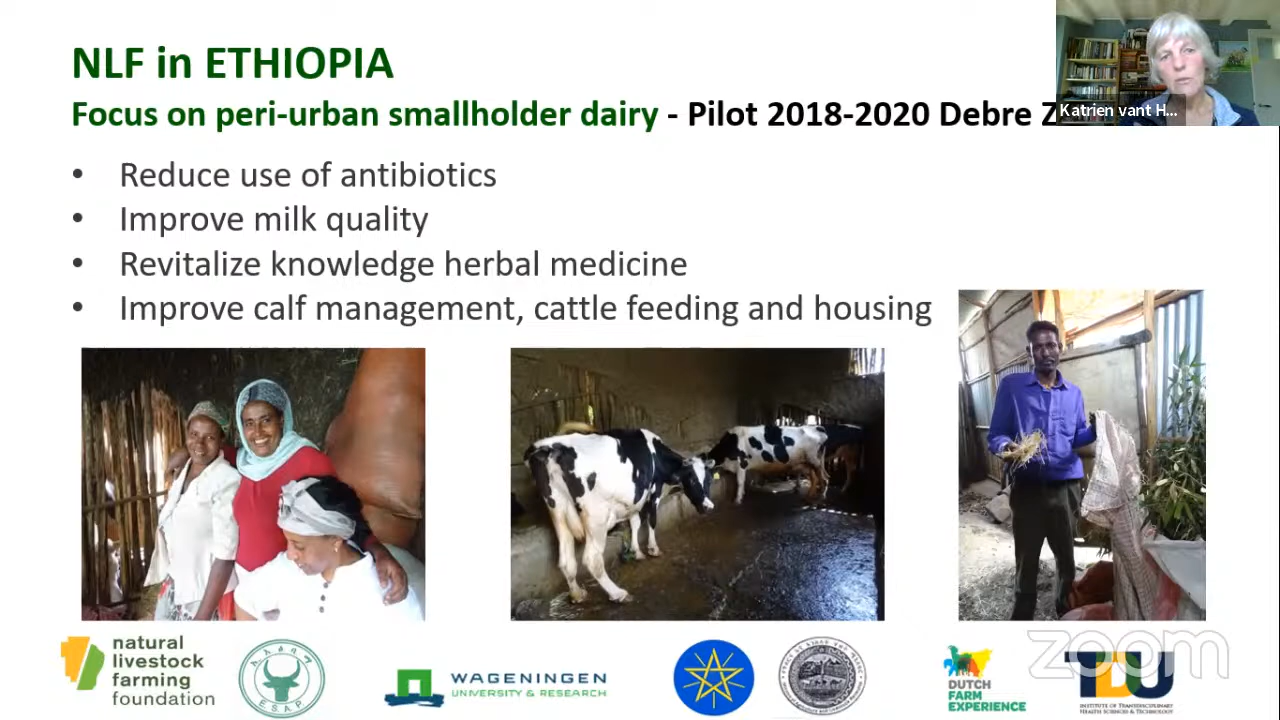 NLF in ETHIOPIA
Focus on peri-urban smallholder dairy - Pilot 2018-2020 Debre Z
Katrien vant H...
• Reduce use of antibiotics
• Improve milk quality
• Revitalize knowledge herbal medicine
• Improve calf management, cattle feeding and housing
natural
livestock
farming
foundation
E.S.A.P
WAGENINGEN
UNIVERSITY & RESEARCH
DUTCH
FARM
EXPERIENCE
TDU
INSTITUTE OF TRANSDISCIPLINARY
HEALTH SCIENCES & TECHNOLOGY
zoom